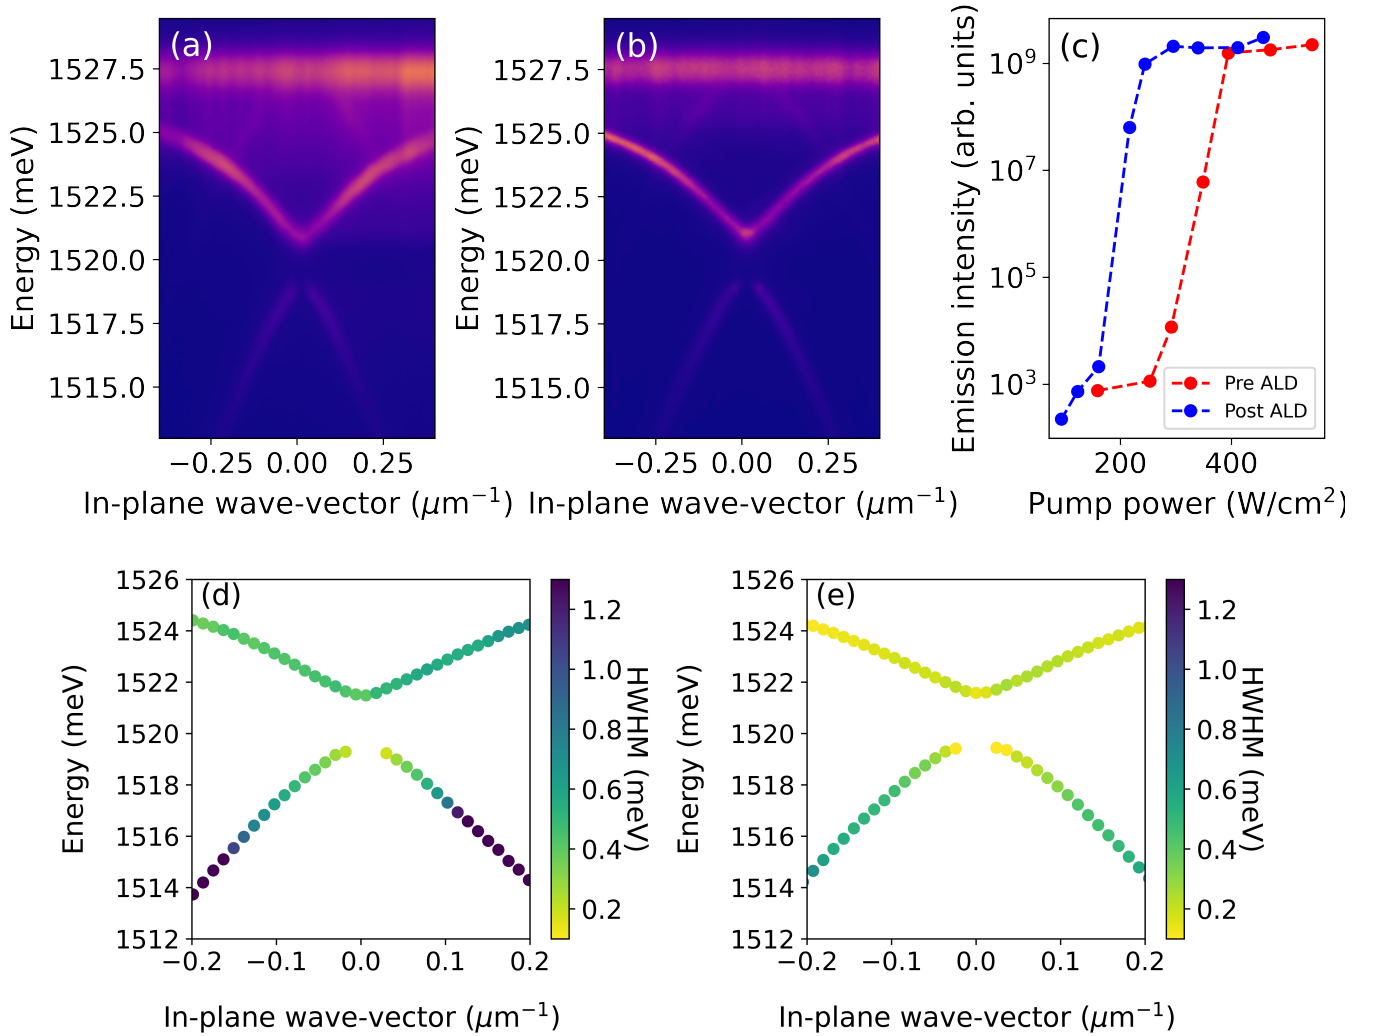 (a)
1527.5
1525.0
1522.5
1520.0
1517.5
1515.0
Energy (meV)
−0.25 0.00 0.25
In-plane wave-vector (μm⁻¹)
(b)
1527.5
1525.0
1522.5
1520.0
1517.5
1515.0
Energy (meV)
−0.25 0.00 0.25
In-plane wave-vector (μm⁻¹)
(c)
10⁹
10⁷
10⁵
10³
Emission intensity (arb. units)
Pre ALD
Post ALD
200 400
Pump power (W/cm²)
(d)
1526
1524
1522
1520
1518
1516
1514
1512
Energy (meV)
−0.2 −0.1 0.0 0.1 0.2
In-plane wave-vector (μm⁻¹)
1.2
1.0
0.8
0.6
0.4
0.2
HWHM (meV)
(e)
1526
1524
1522
1520
1518
1516
1514
1512
Energy (meV)
−0.2 −0.1 0.0 0.1 0.2
In-plane wave-vector (μm⁻¹)
1.2
1.0
0.8
0.6
0.4
0.2
HWHM (meV)